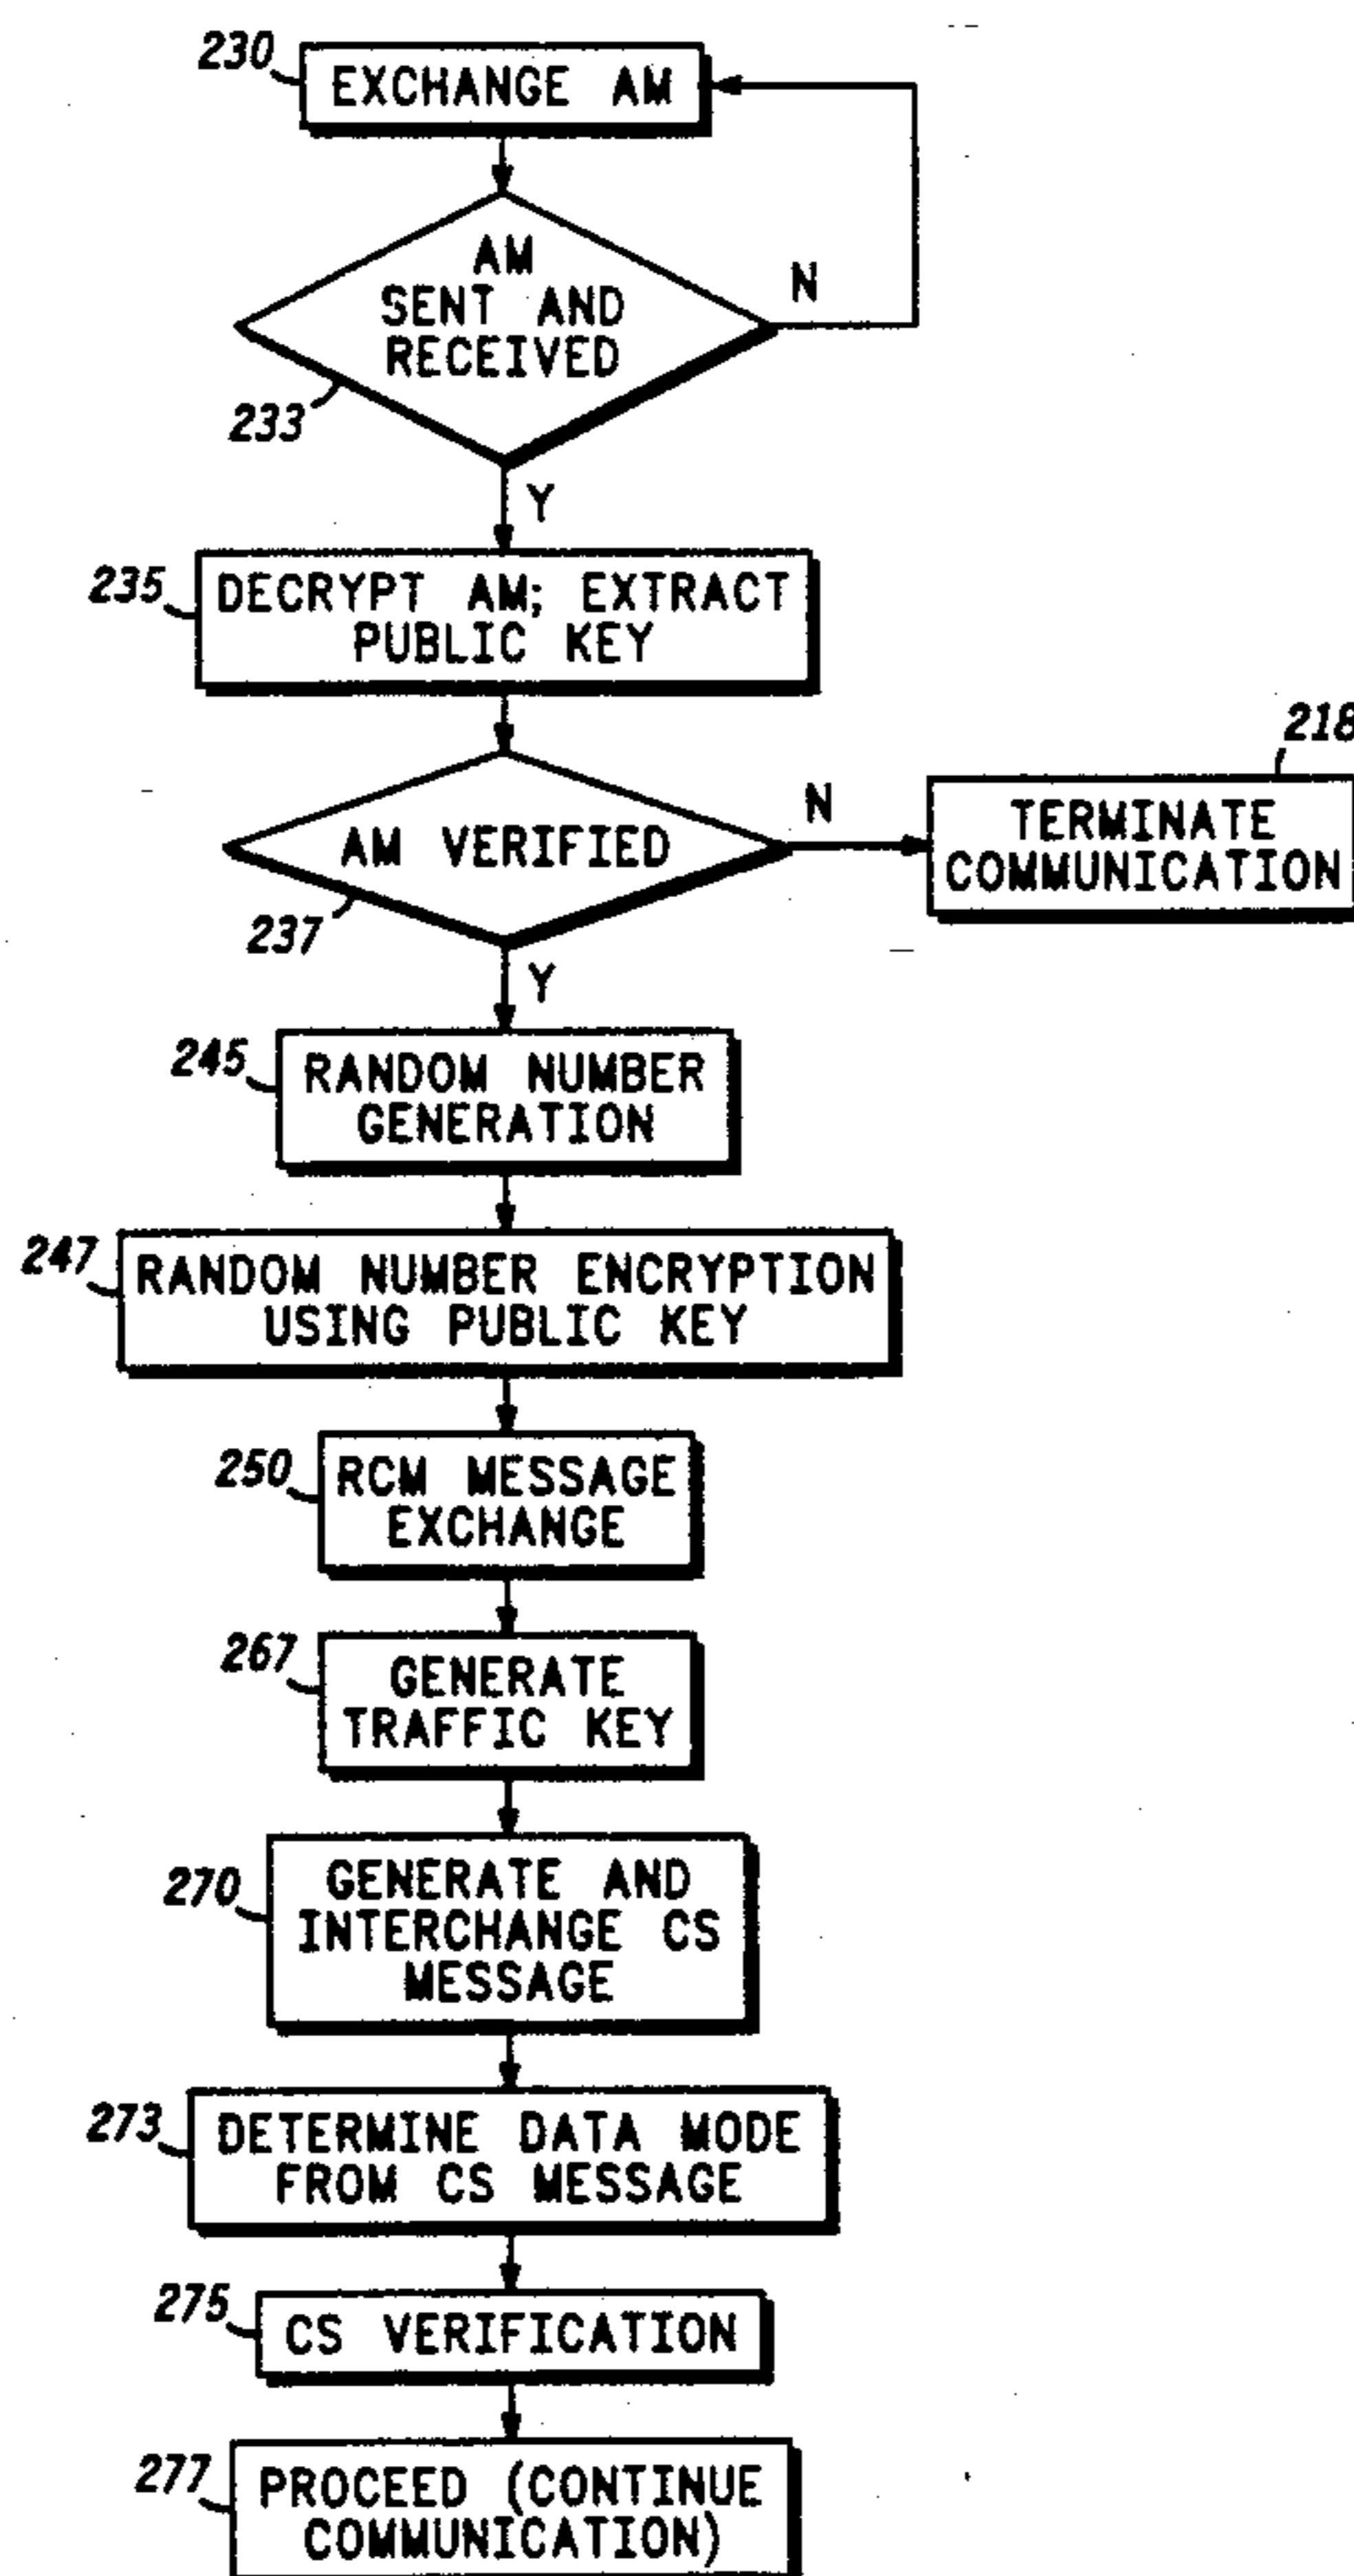 230
EXCHANGE AM
AM
SENT AND
RECEIVED
N
233
Y
235
DECRYPT AM; EXTRACT
PUBLIC KEY
218
AM VERIFIED
N
TERMINATE
COMMUNICATION
237
Y
245
RANDOM NUMBER
GENERATION
247
RANDOM NUMBER ENCRYPTION
USING PUBLIC KEY
250
RCM MESSAGE
EXCHANGE
267
GENERATE
TRAFFIC KEY
270
GENERATE AND
INTERCHANGE CS
MESSAGE
273
DETERMINE DATA MODE
FROM CS MESSAGE
275
CS VERIFICATION
277
PROCEED (CONTINUE
COMMUNICATION)